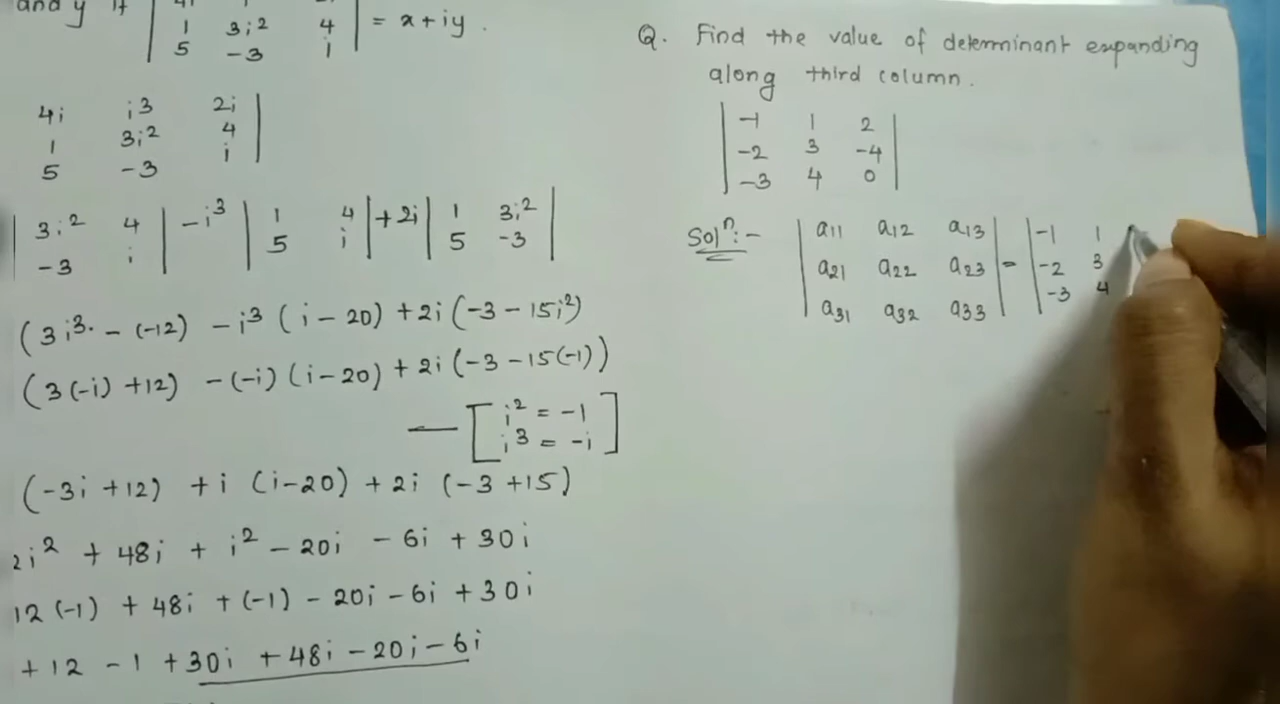 and y if | 4i
| 1 3i² 4 | = x + iy .
| 5 -3 i |
4i i³ 2i |
1 3i² 4 |
5 -3 i |
| 3i² 4 | - i³ | 1 4 | + 2i | 1 3i² |
| -3 i | | 5 i | | 5 -3 |
(3i³. - (-12) - i³ (i - 20) + 2i (-3 - 15i²)
(3(-i) + 12) - (-i) (i - 20) + 2i (-3 - 15(-1))
— [ i² = -1
i³ = -i ]
(-3i + 12) + i (i-20) + 2i (-3 + 15)
2i² + 48i + i² - 20i - 6i + 30i
12 (-1) + 48i + (-1) - 20i - 6i + 30i
+ 12 - 1 + 30i + 48i - 20i - 6i
Q. Find the value of determinant expanding
along third column.
| -1 1 2 |
| -2 3 -4 |
| -3 4 0 |
Solⁿ:- | a11 a12 a13 | = | -1 1
| a21 a22 a23 | | -2 3
| a31 a32 a33 | | -3 4